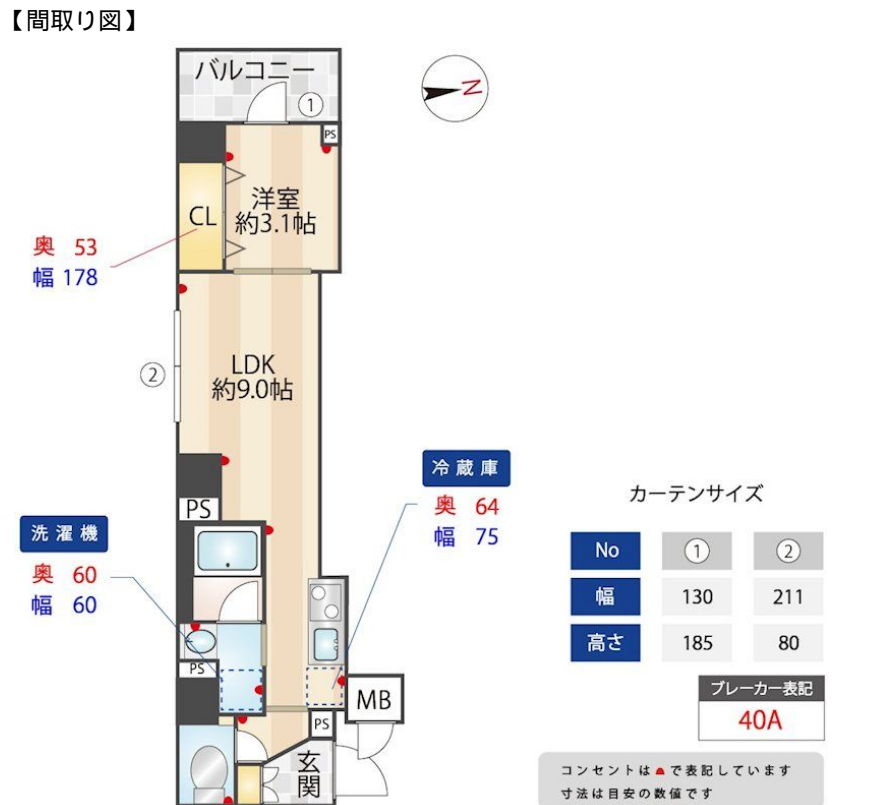 【間取り図】
バルコニー
①
N
PS
洋室
約3.1帖
CL
奥 53
幅 178
LDK
約9.0帖
②
冷蔵庫
奥 64
幅 75
PS
洗濯機
奥 60
幅 60
PS
MB
PS
玄関
カーテンサイズ
No ① ②
幅 130 211
高さ 185 80
ブレーカー表記
40A
コンセントは で表記しています
寸法は目安の数値です